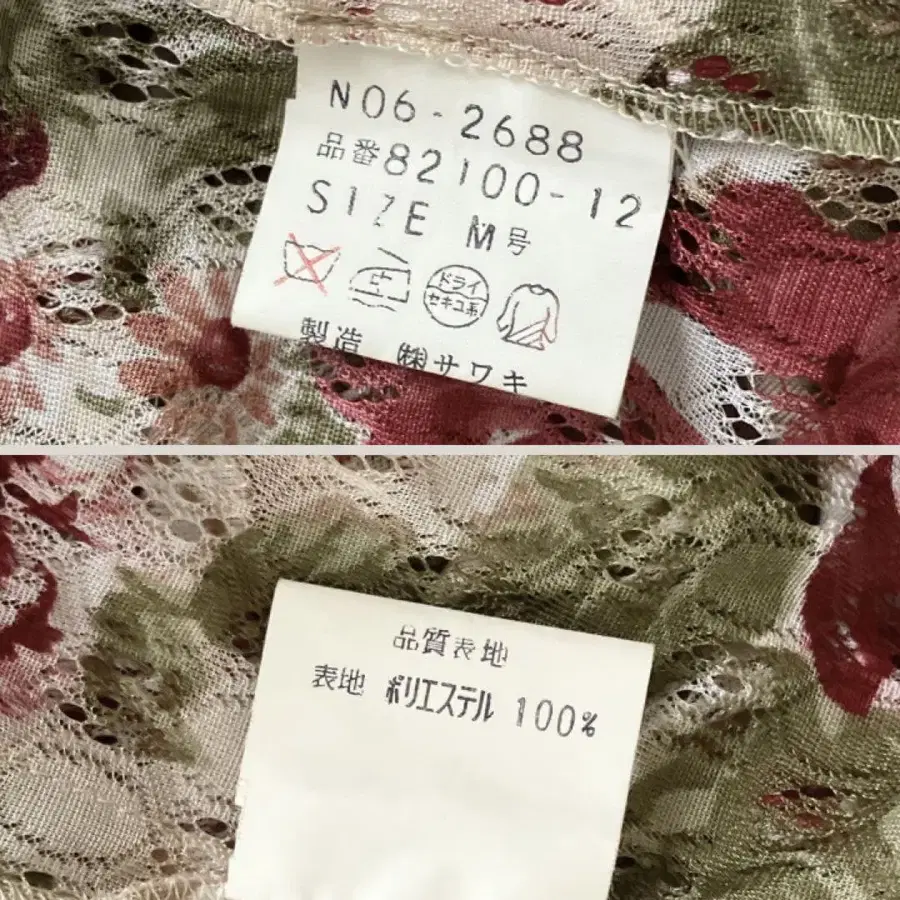 N06-2688
品番82100-12
SIZE M号
ドライ
セキユ系
製造 ㈱サワキ
品質表地
表地 ポリエステル 100%